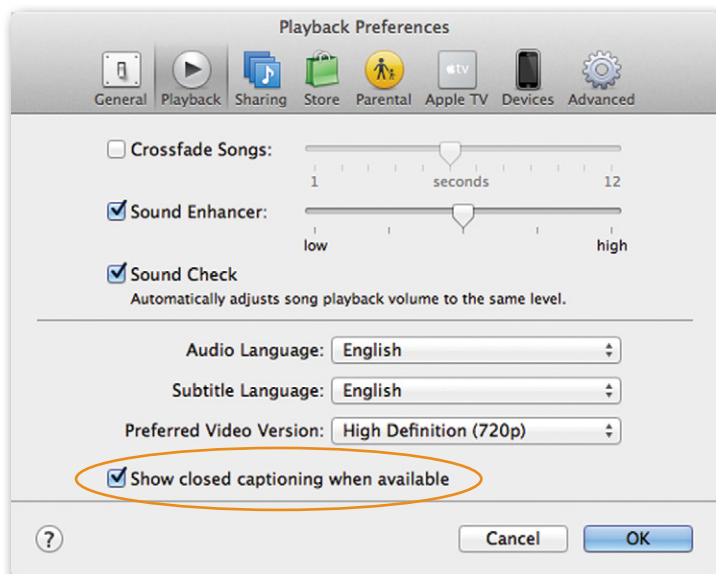 Playback Preferences
General Playback Sharing Store Parental Apple TV Devices Advanced
Crossfade Songs:
1 seconds 12
Sound Enhancer:
low high
Sound Check
Automatically adjusts song playback volume to the same level.
Audio Language: English
Subtitle Language: English
Preferred Video Version: High Definition (720p)
Show closed captioning when available
? Cancel OK